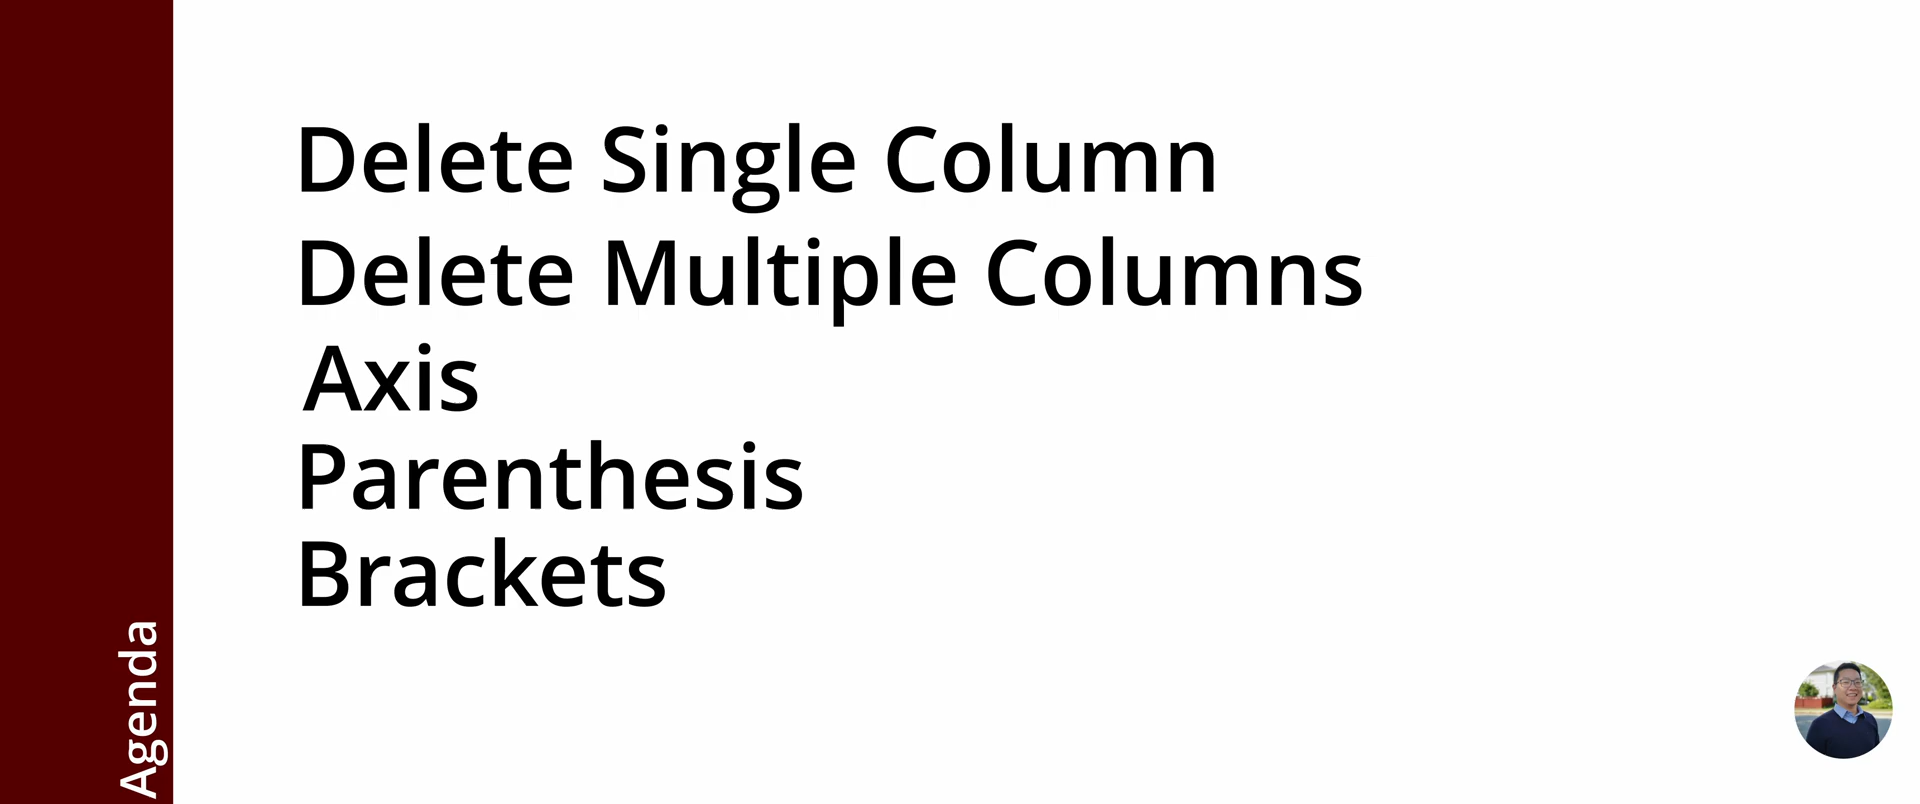 Delete Single Column
Delete Multiple Columns
Axis
Parenthesis
Brackets
Agenda